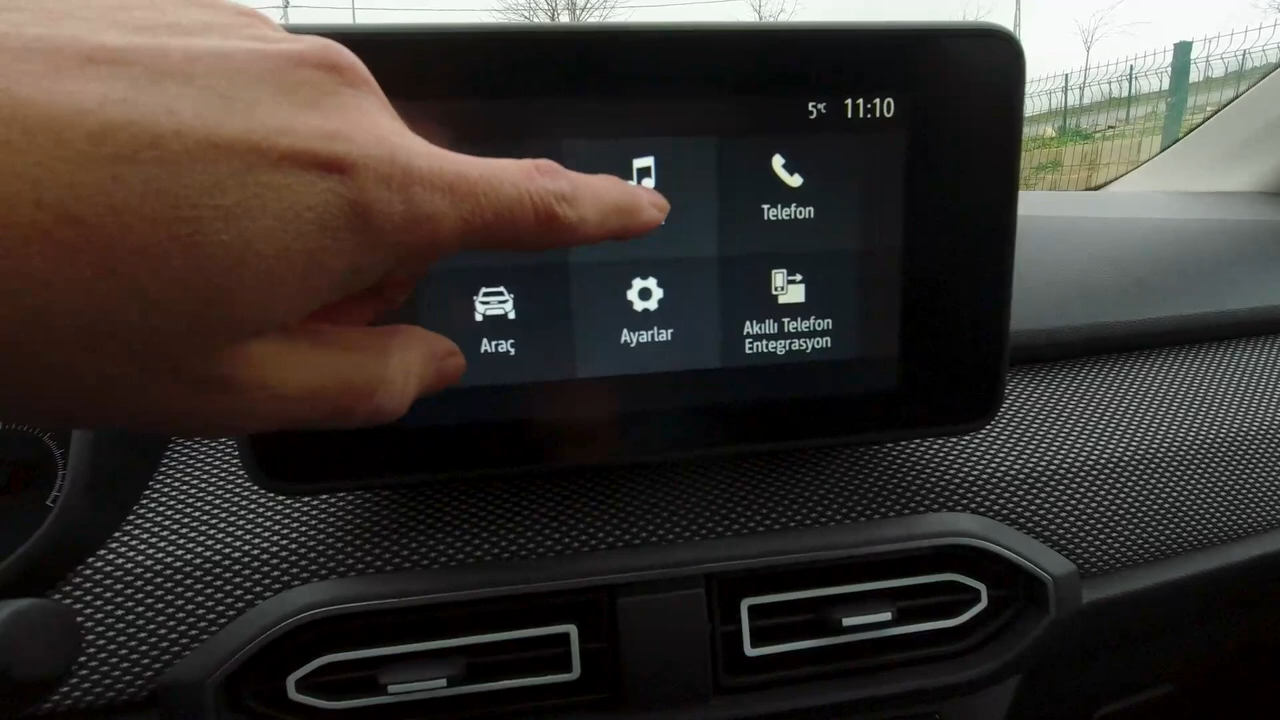 5°C 11:10
Telefon
Araç
Ayarlar
Akıllı Telefon
Entegrasyon